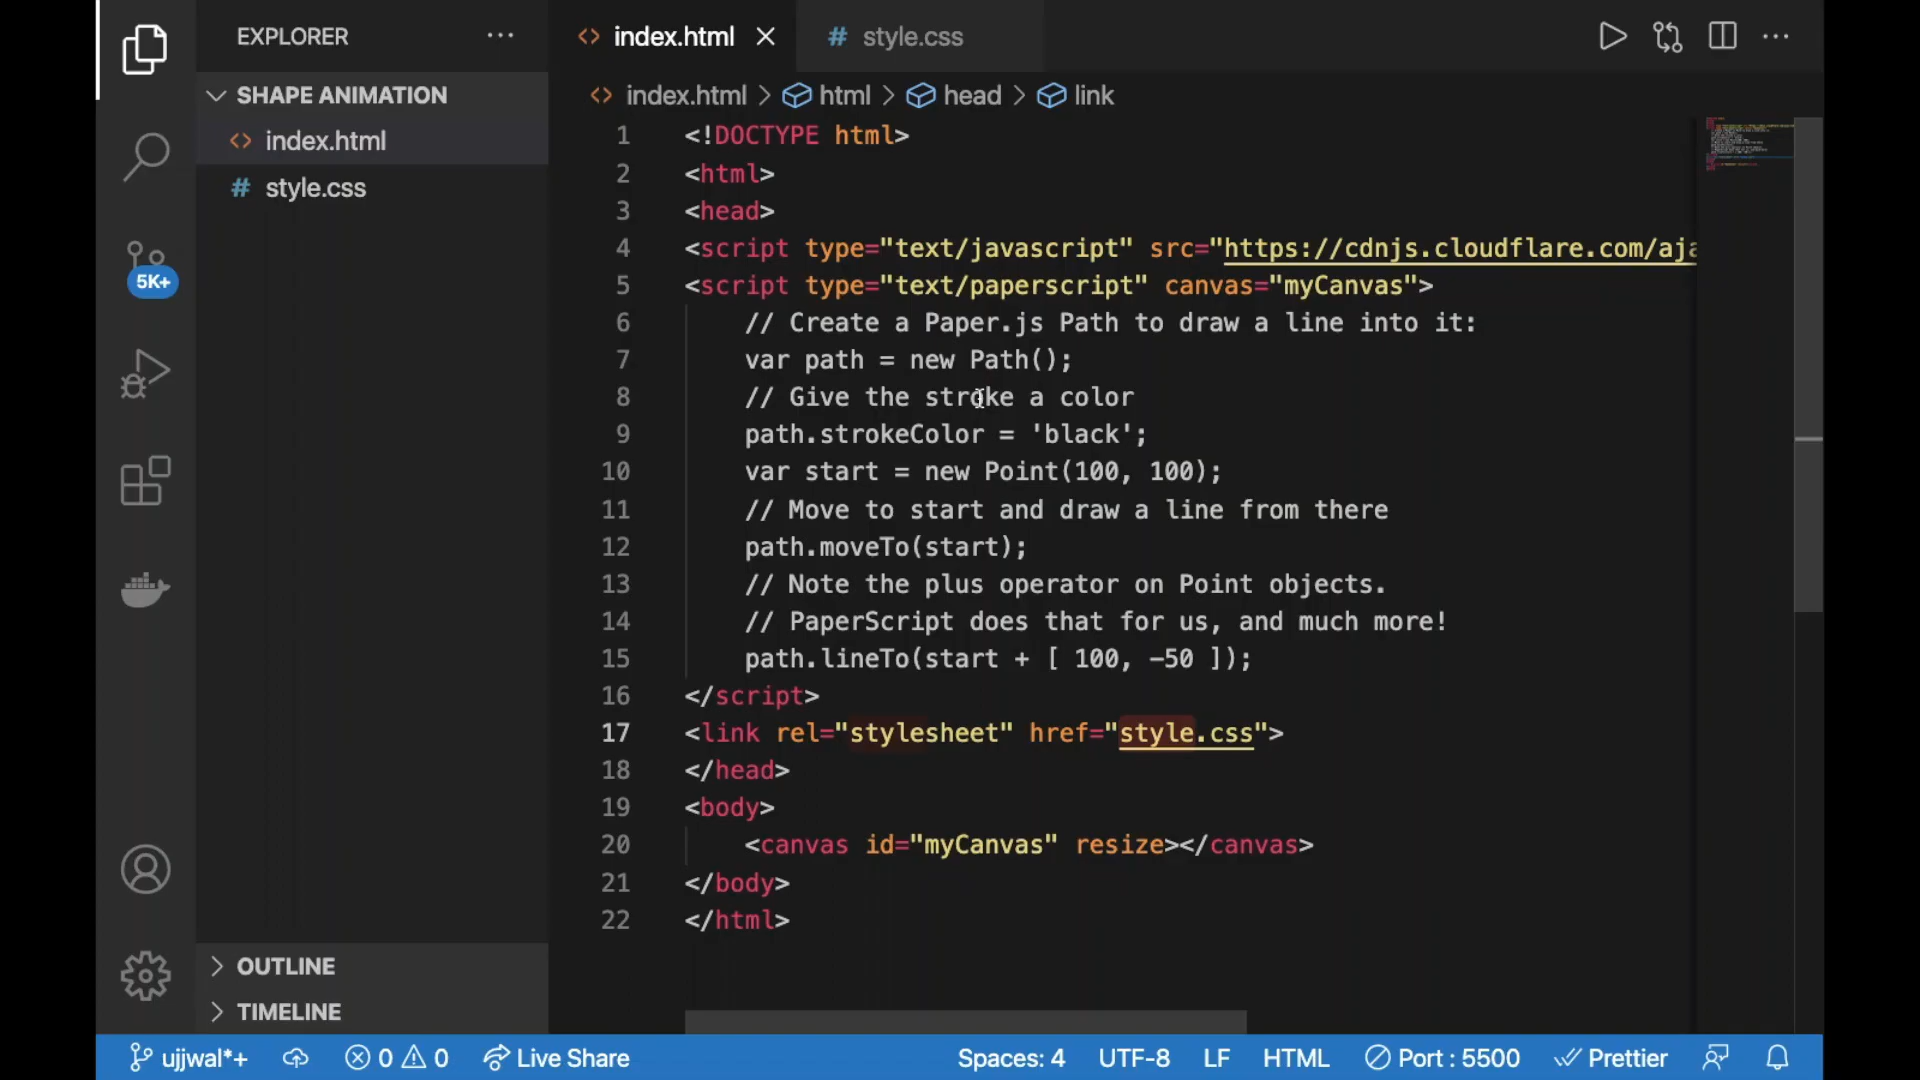 EXPLORER
SHAPE ANIMATION
index.html
style.css
5K+
OUTLINE
TIMELINE
index.html
style.css
index.html > html > head > link
1 <!DOCTYPE html>
2 <html>
3 <head>
4 <script type="text/javascript" src="https://cdnjs.cloudflare.com/aja
5 <script type="text/paperscript" canvas="myCanvas">
6 // Create a Paper.js Path to draw a line into it:
7 var path = new Path();
8 // Give the stroke a color
9 path.strokeColor = 'black';
10 var start = new Point(100, 100);
11 // Move to start and draw a line from there
12 path.moveTo(start);
13 // Note the plus operator on Point objects.
14 // PaperScript does that for us, and much more!
15 path.lineTo(start + [ 100, -50 ]);
16 </script>
17 <link rel="stylesheet" href="style.css">
18 </head>
19 <body>
20 <canvas id="myCanvas" resize></canvas>
21 </body>
22 </html>
ujjwal*+ 0 0 Live Share Spaces: 4 UTF-8 LF HTML Port : 5500 Prettier